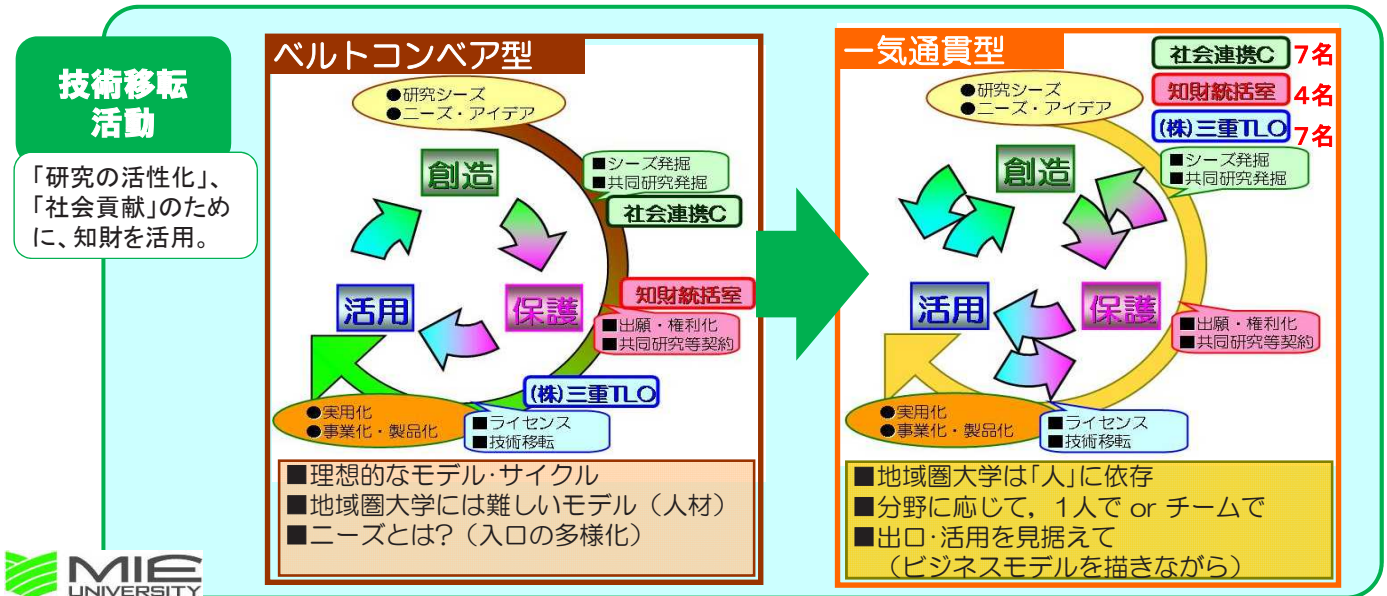 技術移転
活動
「研究の活性化」、
「社会貢献」のため
に、知財を活用。
ベルトコンベア型
●研究シーズ
●ニーズ・アイデア
創造
■シーズ発掘
■共同研究発掘
社会連携C
知財統括室
活用
保護
■出願・権利化
■共同研究等契約
(株)三重TLO
●実用化
●事業化・製品化
■ライセンス
■技術移転
■理想的なモデル・サイクル
■地域圏大学には難しいモデル（人材）
■ニーズとは?（入口の多様化）
一気通貫型
社会連携C 7名
知財統括室 4名
(株)三重TLO 7名
●研究シーズ
●ニーズ・アイデア
創造
■シーズ発掘
■共同研究発掘
活用
保護
■出願・権利化
■共同研究等契約
●実用化
●事業化・製品化
■ライセンス
■技術移転
■地域圏大学は「人」に依存
■分野に応じて，1人で or チームで
■出口・活用を見据えて
（ビジネスモデルを描きながら）
MIE
UNIVERSITY